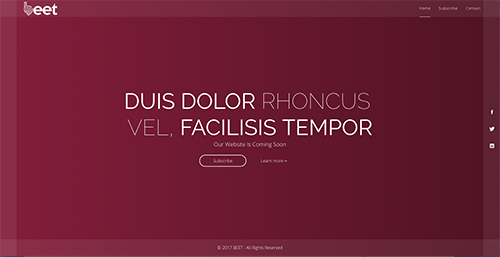 beet
Home Subscribe Contact
DUIS DOLOR RHONCUS
VEL, FACILISIS TEMPOR
Our Website Is Coming Soon
Subscribe Learn more
© 2017 BEET - All Rights Reserved